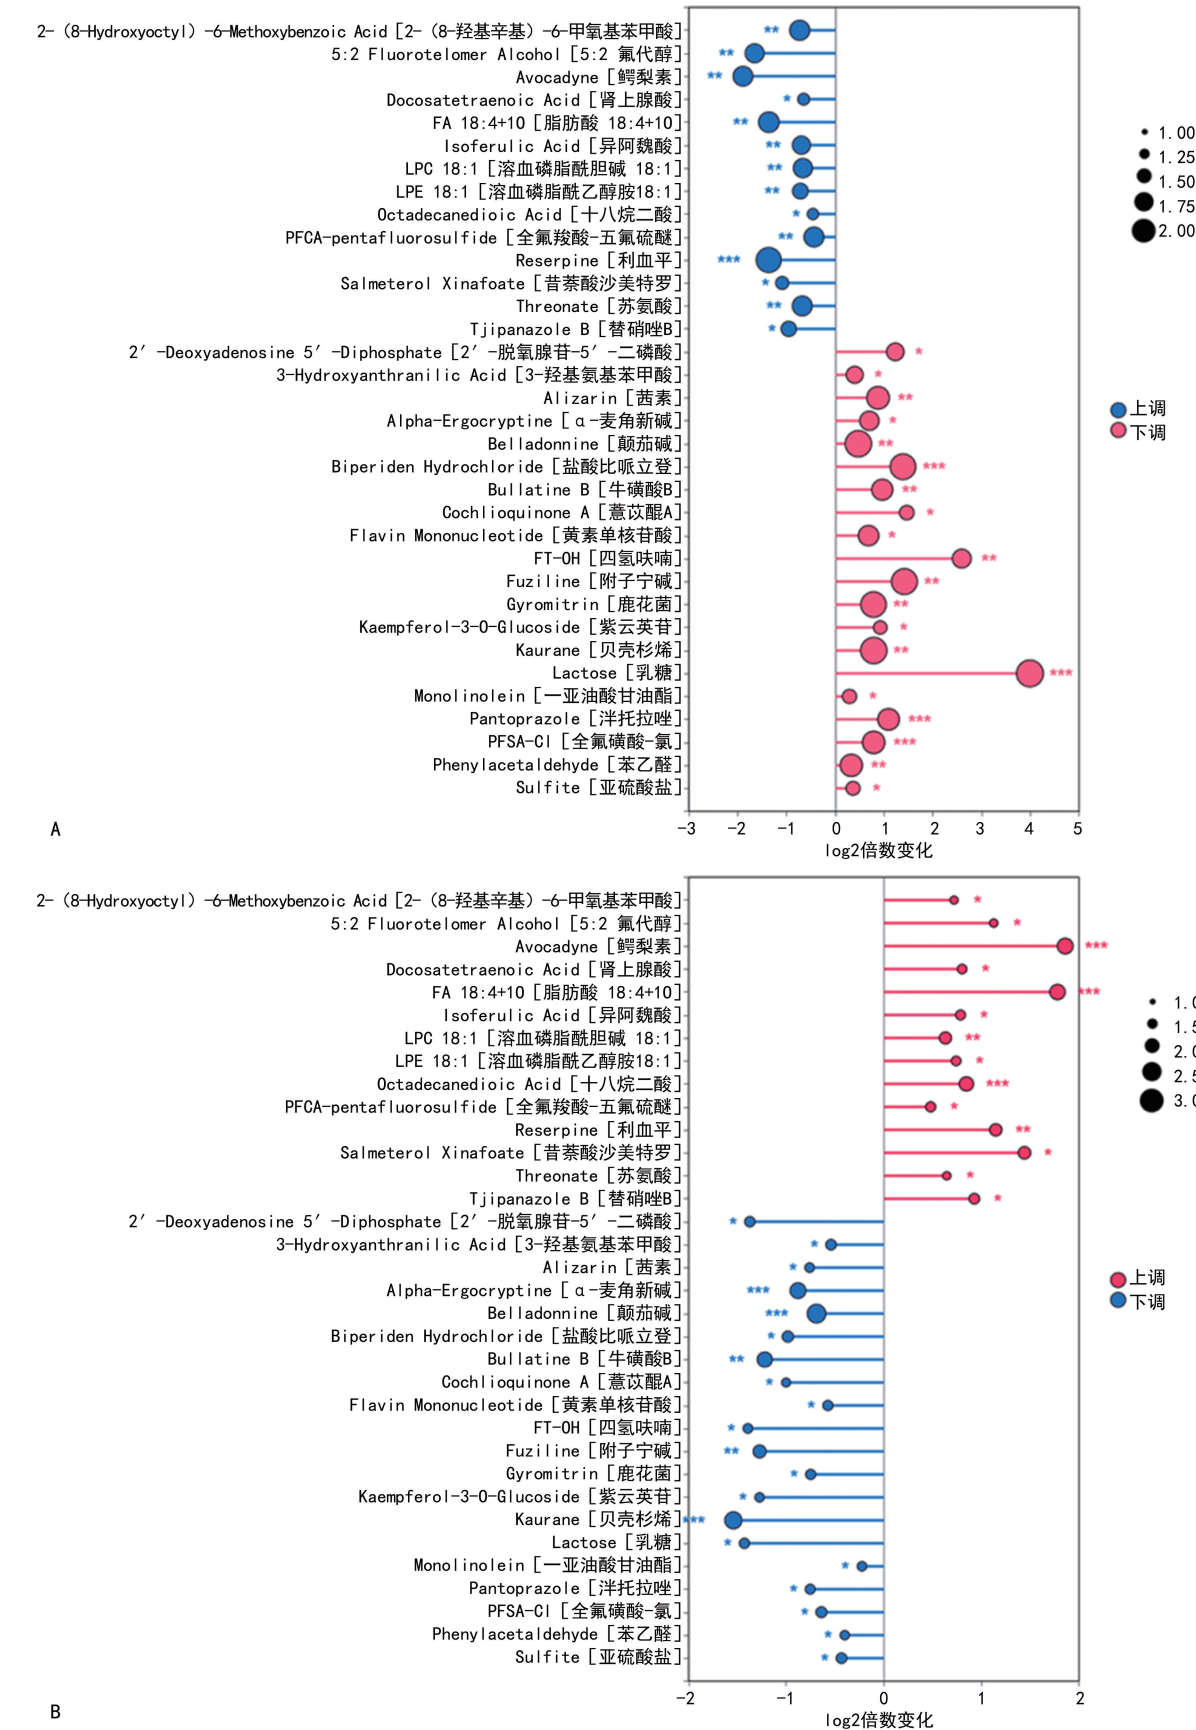 2-（8-Hydroxyoctyl）-6-Methoxybenzoic Acid［2-（8-羟基辛基）-6-甲氧基苯甲酸］ **
5:2 Fluorotelomer Alcohol［5:2 氟代醇］ **
Avocadyne［鳄梨素］ **
Docosatetraenoic Acid［肾上腺酸］ *
FA 18:4+10［脂肪酸 18:4+10］ **
Isoferulic Acid［异阿魏酸］ **
LPC 18:1［溶血磷脂酰胆碱 18:1］ **
LPE 18:1［溶血磷脂酰乙醇胺18:1］ **
Octadecanedioic Acid［十八烷二酸］ *
PFCA-pentafluorosulfide［全氟羧酸-五氟硫醚］ **
Reserpine［利血平］ ***
Salmeterol Xinafoate［昔萘酸沙美特罗］ *
Threonate［苏氨酸］ **
Tjipanazole B［替硝唑B］ *
2′-Deoxyadenosine 5′-Diphosphate［2′-脱氧腺苷-5′-二磷酸］ *
3-Hydroxyanthranilic Acid［3-羟基氨基苯甲酸］ *
Alizarin［茜素］ **
Alpha-Ergocryptine［α-麦角新碱］ *
Belladonnine［颠茄碱］ **
Biperiden Hydrochloride［盐酸比哌立登］ ***
Bullatine B［牛磺酸B］ **
Cochlioquinone A［薏苡醌A］ *
Flavin Mononucleotide［黄素单核苷酸］ *
FT-OH［四氢呋喃］ **
Fuziline［附子宁碱］ **
Gyromitrin［鹿花菌］ **
Kaempferol-3-O-Glucoside［紫云英苷］ *
Kaurane［贝壳杉烯］ **
Lactose［乳糖］ ***
Monolinolein［一亚油酸甘油酯］ *
Pantoprazole［泮托拉唑］ ***
PFSA-Cl［全氟磺酸-氯］ ***
Phenylacetaldehyde［苯乙醛］ **
Sulfite［亚硫酸盐］ *
-3 -2 -1 0 1 2 3 4 5
log2倍数变化
1.00
1.25
1.50
1.75
2.00
上调
下调
A
2-（8-Hydroxyoctyl）-6-Methoxybenzoic Acid［2-（8-羟基辛基）-6-甲氧基苯甲酸］ *
5:2 Fluorotelomer Alcohol［5:2 氟代醇］ *
Avocadyne［鳄梨素］ ***
Docosatetraenoic Acid［肾上腺酸］ *
FA 18:4+10［脂肪酸 18:4+10］ ***
Isoferulic Acid［异阿魏酸］ *
LPC 18:1［溶血磷脂酰胆碱 18:1］ **
LPE 18:1［溶血磷脂酰乙醇胺18:1］ *
Octadecanedioic Acid［十八烷二酸］ ***
PFCA-pentafluorosulfide［全氟羧酸-五氟硫醚］ *
Reserpine［利血平］ **
Salmeterol Xinafoate［昔萘酸沙美特罗］ *
Threonate［苏氨酸］ *
Tjipanazole B［替硝唑B］ *
2′-Deoxyadenosine 5′-Diphosphate［2′-脱氧腺苷-5′-二磷酸］ *
3-Hydroxyanthranilic Acid［3-羟基氨基苯甲酸］ *
Alizarin［茜素］ *
Alpha-Ergocryptine［α-麦角新碱］ ***
Belladonnine［颠茄碱］ ***
Biperiden Hydrochloride［盐酸比哌立登］ *
Bullatine B［牛磺酸B］ **
Cochlioquinone A［薏苡醌A］ *
Flavin Mononucleotide［黄素单核苷酸］ *
FT-OH［四氢呋喃］ *
Fuziline［附子宁碱］ **
Gyromitrin［鹿花菌］ *
Kaempferol-3-O-Glucoside［紫云英苷］ *
Kaurane［贝壳杉烯］ ***
Lactose［乳糖］ *
Monolinolein［一亚油酸甘油酯］ *
Pantoprazole［泮托拉唑］ *
PFSA-Cl［全氟磺酸-氯］ *
Phenylacetaldehyde［苯乙醛］ *
Sulfite［亚硫酸盐］ *
-2 -1 0 1 2
log2倍数变化
1.0
1.5
2.0
2.5
3.0
上调
下调
B